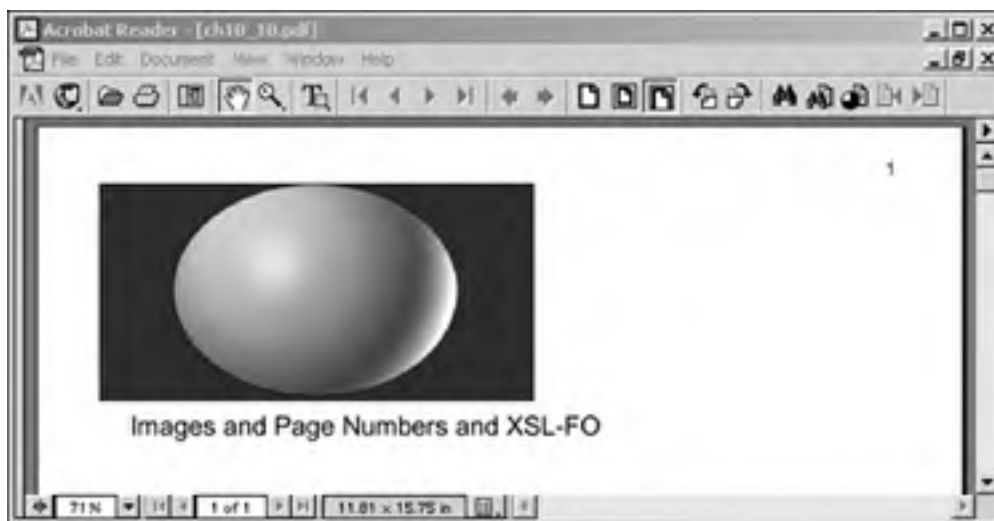 Acrobat Reader - [ch10_10.pdf]
File Edit Document View Window Help
1
Images and Page Numbers and XSL-FO
71% 1 of 1 11.81 x 15.75 in